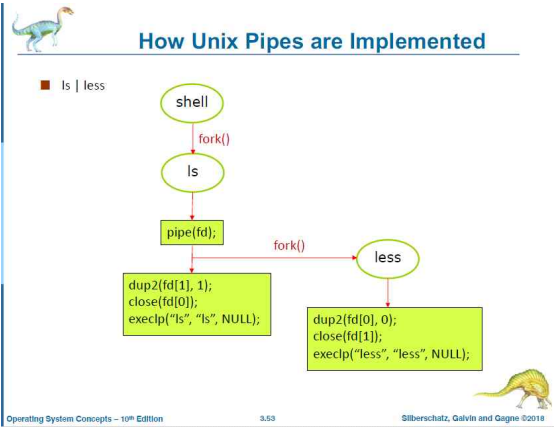 How Unix Pipes are Implemented
ls | less
shell
fork()
ls
pipe(fd);
fork()
less
dup2(fd[1], 1);
close(fd[0]);
execlp("ls", "ls", NULL);
dup2(fd[0], 0);
close(fd[1]);
execlp("less", "less", NULL);
Operating System Concepts – 10th Edition
3.53
Silberschatz, Galvin and Gagne ©2018